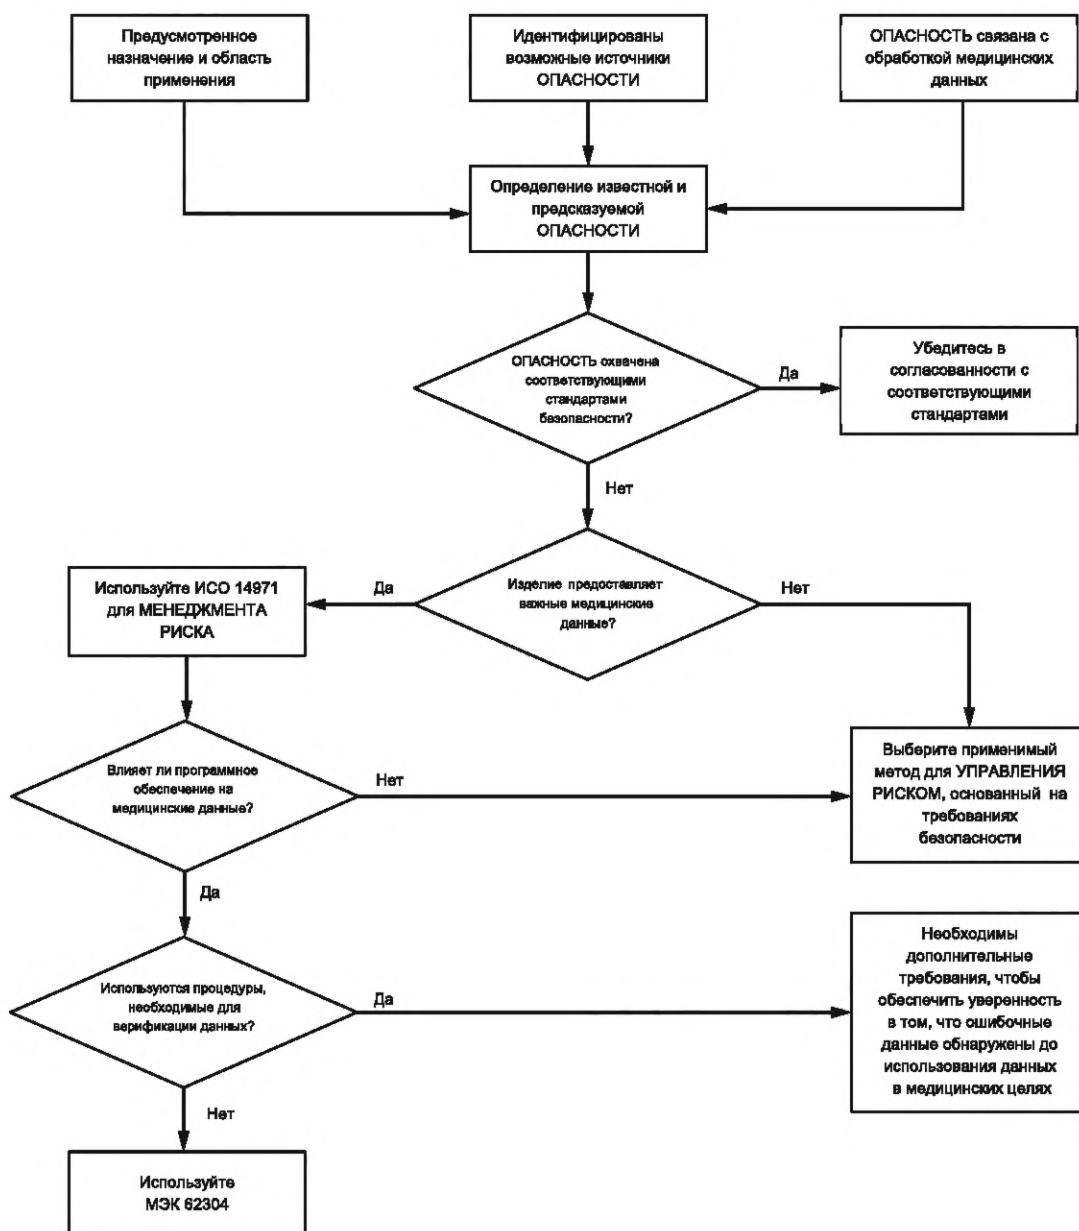 Предусмотренное
назначение и область
применения
Идентифицированы
возможные источники
ОПАСНОСТИ
ОПАСНОСТЬ связана с
обработкой медицинских
данных
Определение известной и
предсказуемой
ОПАСНОСТИ
ОПАСНОСТЬ охвачена
соответствующими
стандартами
безопасности?
Да
Убедитесь в
согласованности с
соответствующими
стандартами
Нет
Используйте ИСО 14971
для МЕНЕДЖМЕНТА
РИСКА
Да
Изделие предоставляет
важные медицинские
данные?
Нет
Влияет ли программное
обеспечение на
медицинские данные?
Нет
Выберите применимый
метод для УПРАВЛЕНИЯ
РИСКОМ, основанный на
требованиях
безопасности
Да
Используются процедуры,
необходимые для
верификации данных?
Да
Необходимы
дополнительные
требования, чтобы
обеспечить уверенность
в том, что ошибочные
данные обнаружены до
использования данных
в медицинских целях
Нет
Используйте
МЭК 62304